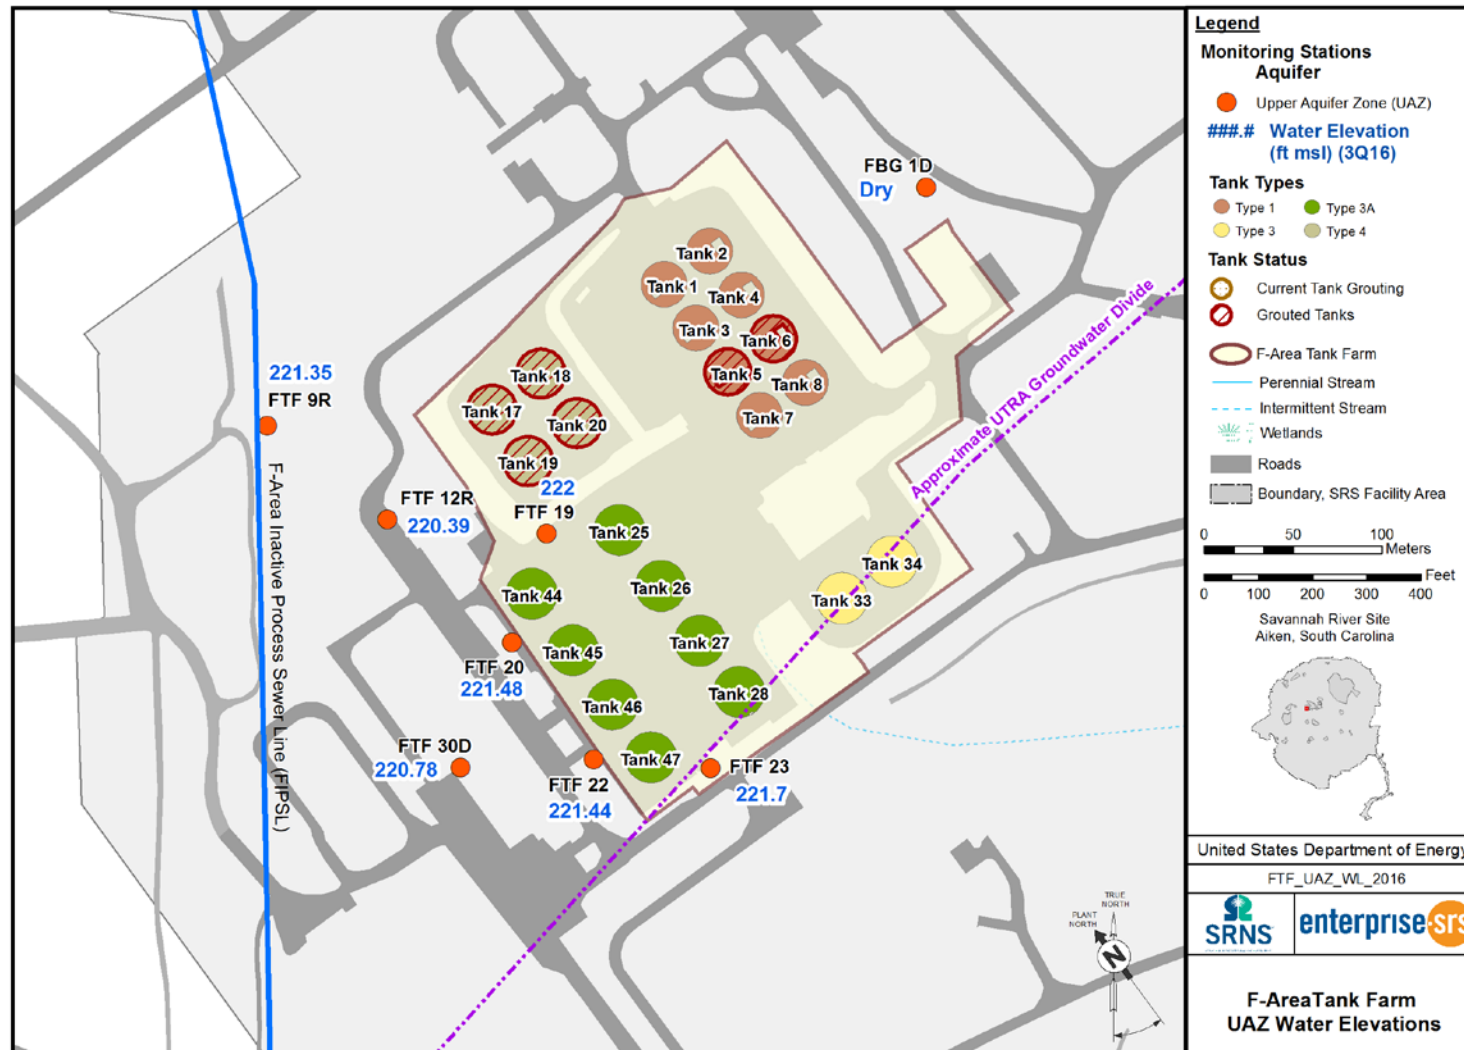 FBG 1D
Dry
Tank 2
Tank 1
Tank 4
Tank 3
Tank 6
Tank 5
Tank 8
Tank 7
Approximate UTRA Groundwater Divide
221.35
FTF 9R
Tank 18
Tank 17
Tank 20
Tank 19
222
FTF 19
FTF 12R
220.39
F-Area Inactive Process Sewer Line (FIPSL)
Tank 25
Tank 34
Tank 26
Tank 44
Tank 33
Tank 27
Tank 45
FTF 20
221.48
Tank 28
Tank 46
FTF 30D
220.78
Tank 47
FTF 22
221.44
FTF 23
221.7
TRUE
NORTH
PLANT
NORTH
N
Legend
Monitoring Stations
Aquifer
Upper Aquifer Zone (UAZ)
###.# Water Elevation
(ft msl) (3Q16)
Tank Types
Type 1 Type 3A
Type 3 Type 4
Tank Status
Current Tank Grouting
Grouted Tanks
F-Area Tank Farm
Perennial Stream
Intermittent Stream
Wetlands
Roads
Boundary, SRS Facility Area
0 50 100
Meters
Feet
0 100 200 300 400
Savannah River Site
Aiken, South Carolina
United States Department of Energy
FTF_UAZ_WL_2016
SRNS
enterprise·srs
F-AreaTank Farm
UAZ Water Elevations